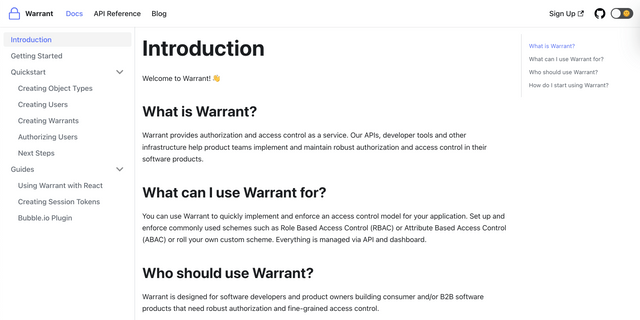 Warrant Docs API Reference Blog Sign Up
Introduction
Getting Started
Quickstart
Creating Object Types
Creating Users
Creating Warrants
Authorizing Users
Next Steps
Guides
Using Warrant with React
Creating Session Tokens
Bubble.io Plugin
Introduction
Welcome to Warrant! 👋
What is Warrant?
Warrant provides authorization and access control as a service. Our APIs, developer tools and other
infrastructure help product teams implement and maintain robust authorization and access control in their
software products.
What can I use Warrant for?
You can use Warrant to quickly implement and enforce an access control model for your application. Set up and
enforce commonly used schemes such as Role Based Access Control (RBAC) or Attribute Based Access Control
(ABAC) or roll your own custom scheme. Everything is managed via API and dashboard.
Who should use Warrant?
Warrant is designed for software developers and product owners building consumer and/or B2B software
products that need robust authorization and fine-grained access control.
What is Warrant?
What can I use Warrant for?
Who should use Warrant?
How do I start using Warrant?